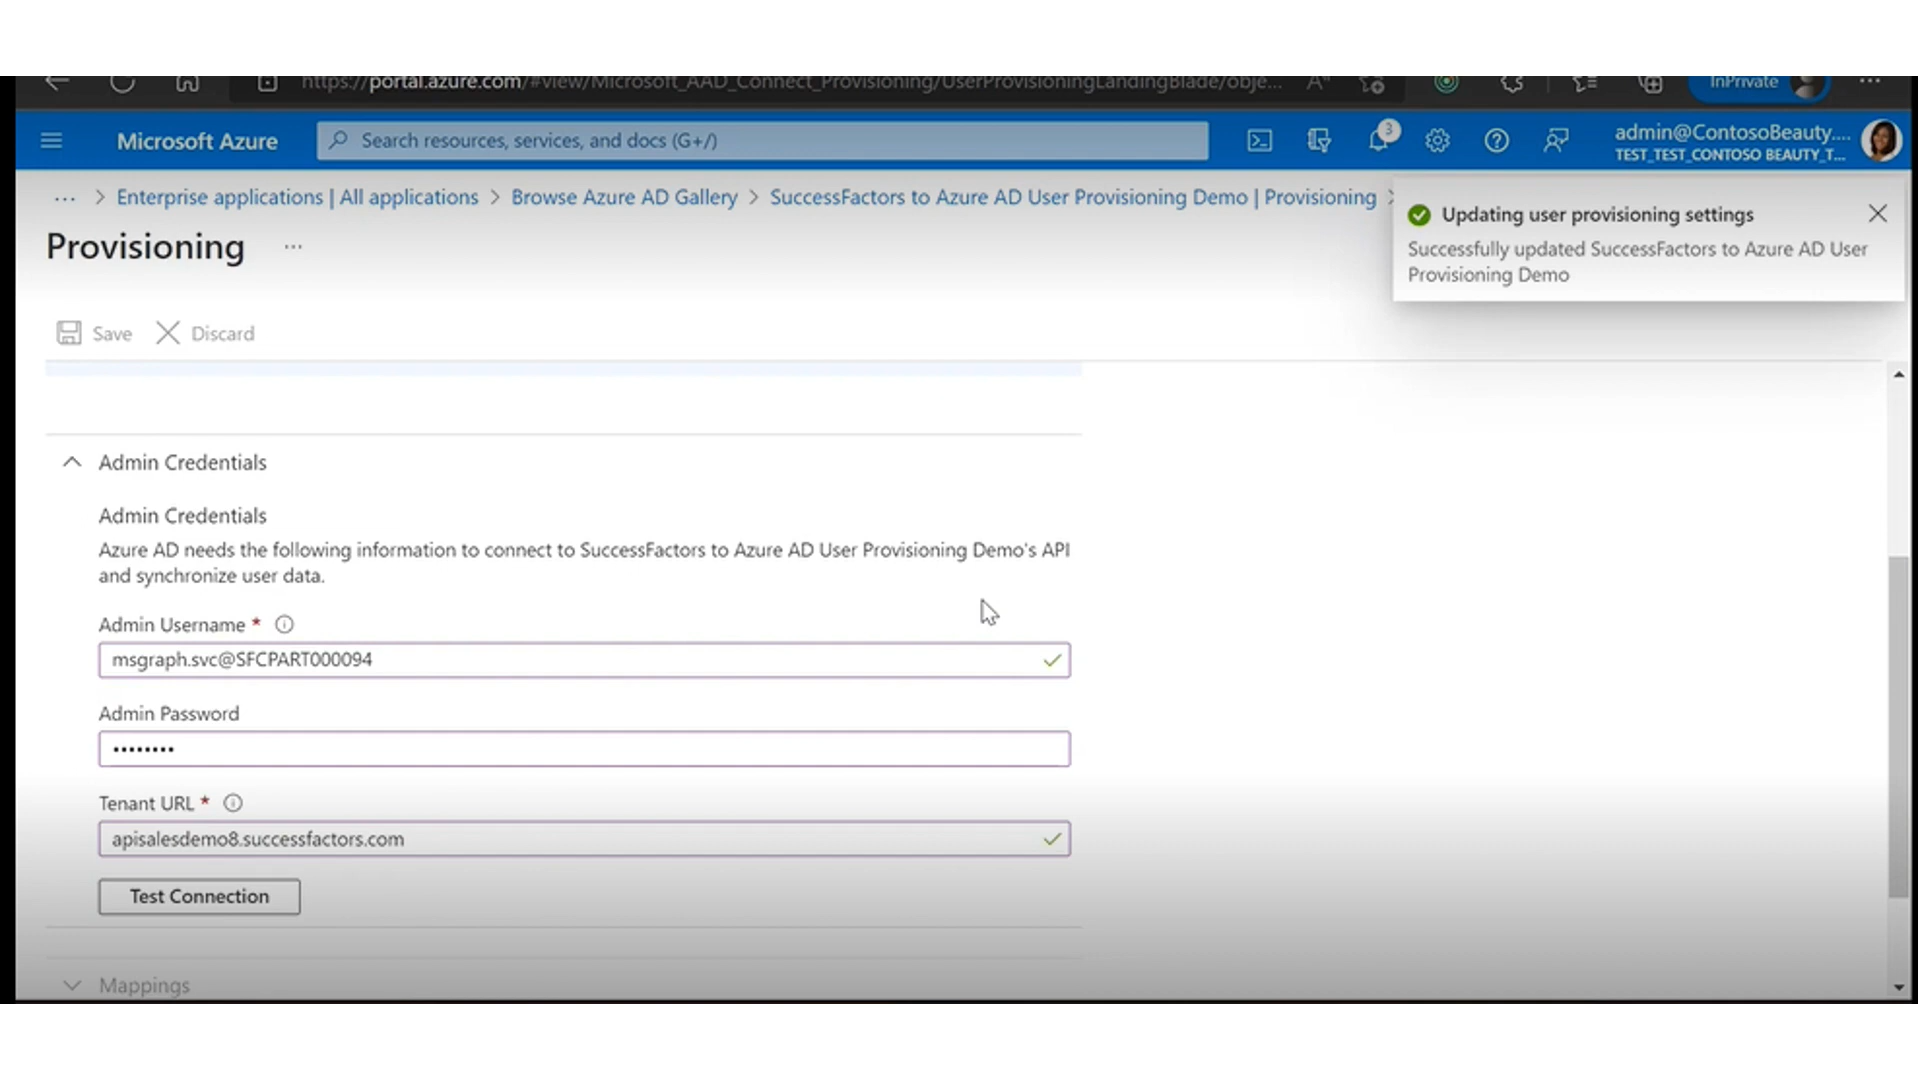 https://portal.azure.com/#view/Microsoft_AAD_Connect_Provisioning/UserProvisioningLandingBlade/obje...
InPrivate
Microsoft Azure
Search resources, services, and docs (G+/)
3
admin@ContosoBeauty....
TEST_TEST_CONTOSO BEAUTY_T...
... > Enterprise applications | All applications > Browse Azure AD Gallery > SuccessFactors to Azure AD User Provisioning Demo | Provisioning >
Updating user provisioning settings
Successfully updated SuccessFactors to Azure AD User
Provisioning Demo
Provisioning ...
Save Discard
Admin Credentials
Admin Credentials
Azure AD needs the following information to connect to SuccessFactors to Azure AD User Provisioning Demo's API
and synchronize user data.
Admin Username *
msgraph.svc@SFCPART000094
Admin Password
••••••••
Tenant URL *
apisalesdemo8.successfactors.com
Test Connection
Mappings